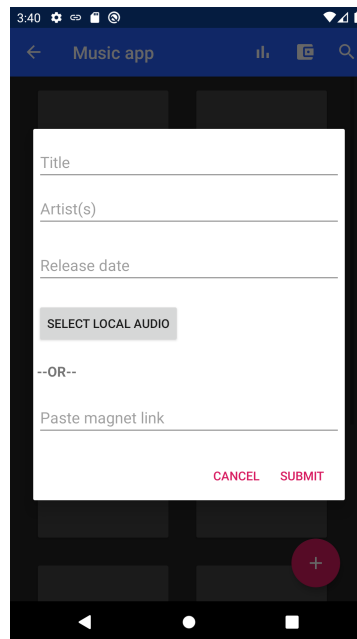 3:40
Music app
Title
Artist(s)
Release date
SELECT LOCAL AUDIO
--OR--
Paste magnet link
CANCEL SUBMIT